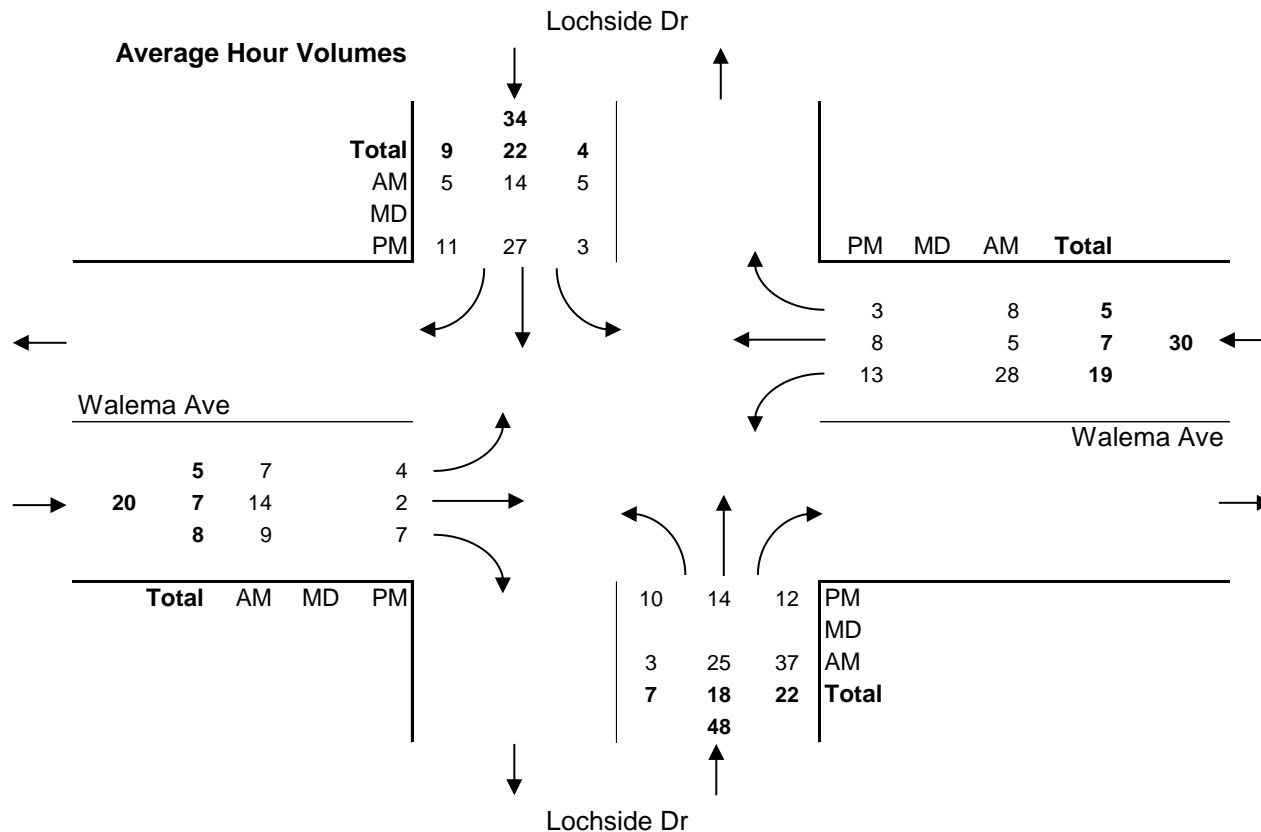 Lochside Dr
Average Hour Volumes
34
Total 9 22 4
AM 5 14 5
MD
PM 11 27 3
PM MD AM Total
3 8 5
8 5 7 30
13 28 19
Walema Ave
Walema Ave
5 7 4
20 7 14 2
8 9 7
Total AM MD PM
10 14 12 PM
MD
3 25 37 AM
7 18 22 Total
48
Lochside Dr